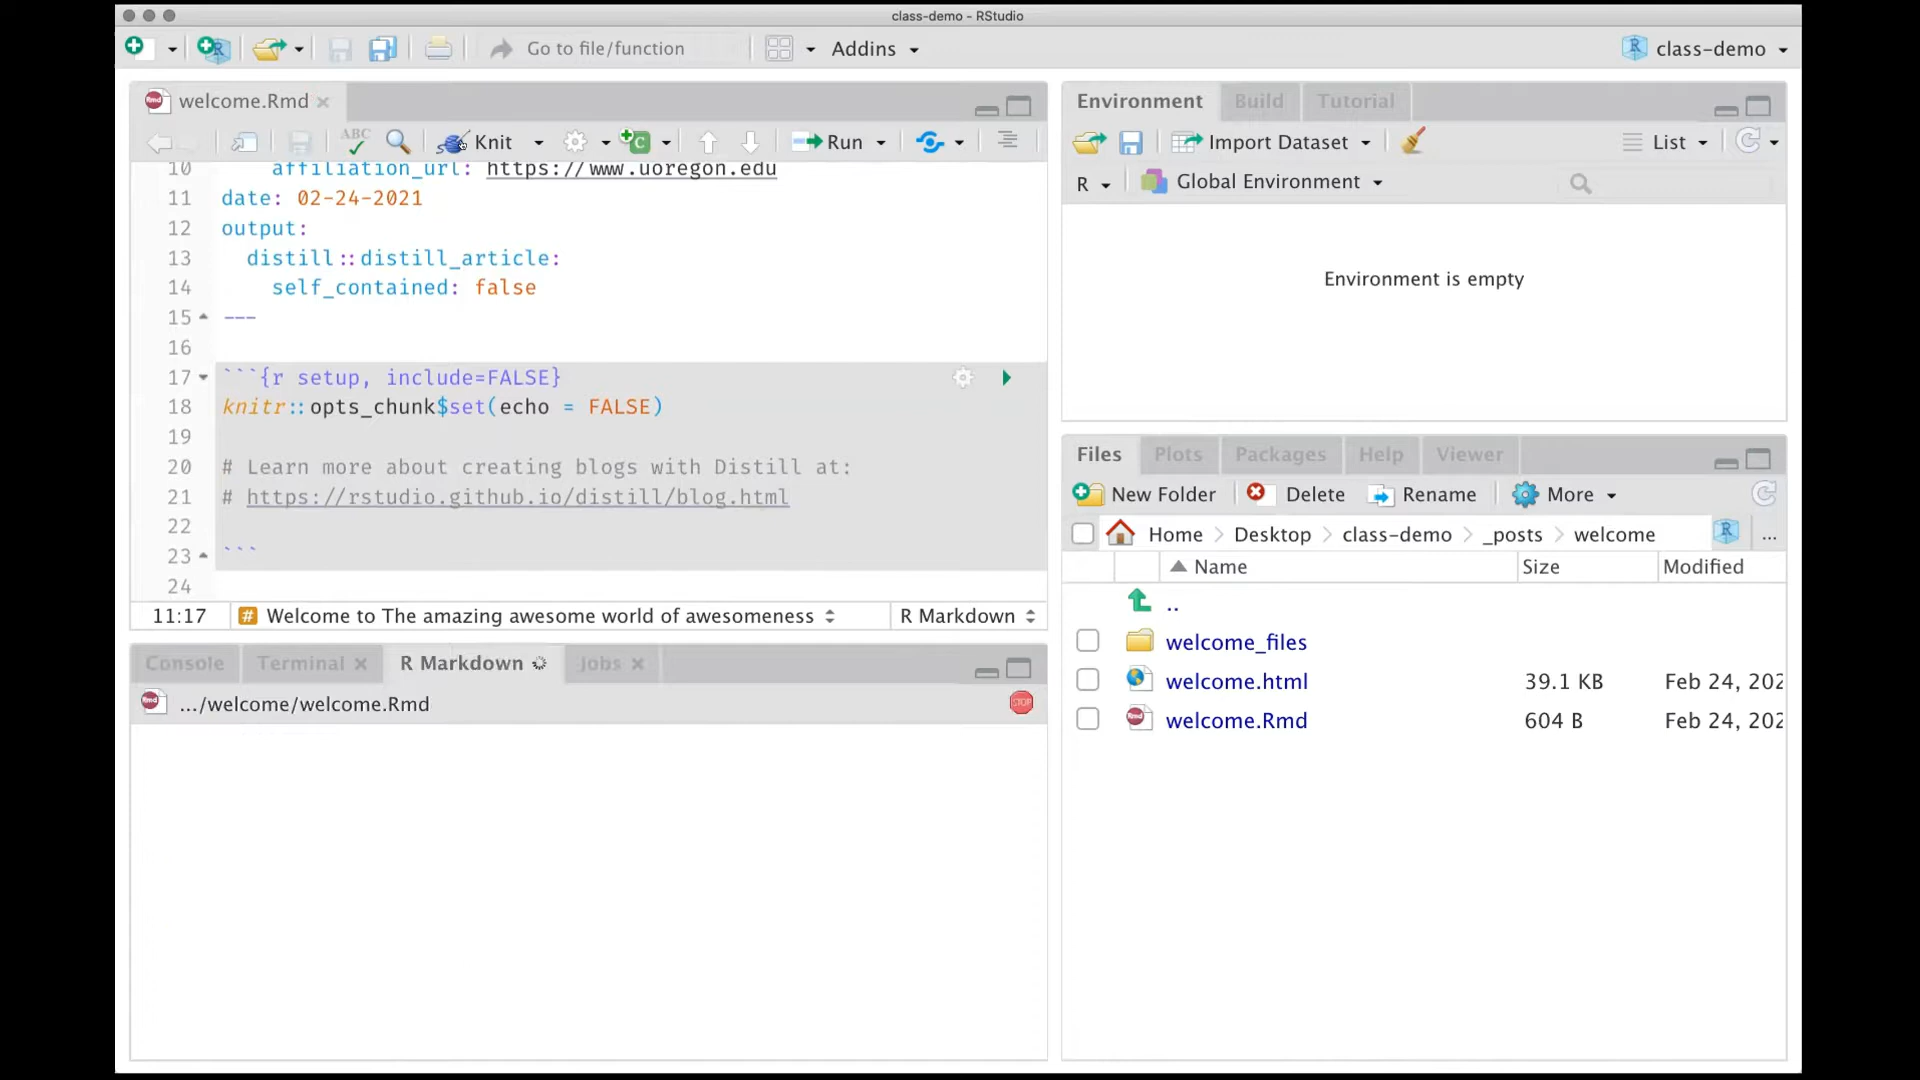 class-demo - RStudio
Go to file/function
Addins
class-demo
welcome.Rmd
ABC
Knit
Run
10 affiliation_url: https://www.uoregon.edu
11 date: 02-24-2021
12 output:
13 distill::distill_article:
14 self_contained: false
15 ---
16
17 ```{r setup, include=FALSE}
18 knitr::opts_chunk$set(echo = FALSE)
19
20 # Learn more about creating blogs with Distill at:
21 # https://rstudio.github.io/distill/blog.html
22
23 ```
24
11:17 # Welcome to The amazing awesome world of awesomeness R Markdown
Console Terminal R Markdown Jobs
Rmd .../welcome/welcome.Rmd STOP
Environment Build Tutorial
Import Dataset List
R Global Environment
Environment is empty
Files Plots Packages Help Viewer
New Folder Delete Rename More
Home Desktop class-demo _posts welcome R ...
Name Size Modified
..
welcome_files
welcome.html 39.1 KB Feb 24, 202
welcome.Rmd 604 B Feb 24, 202